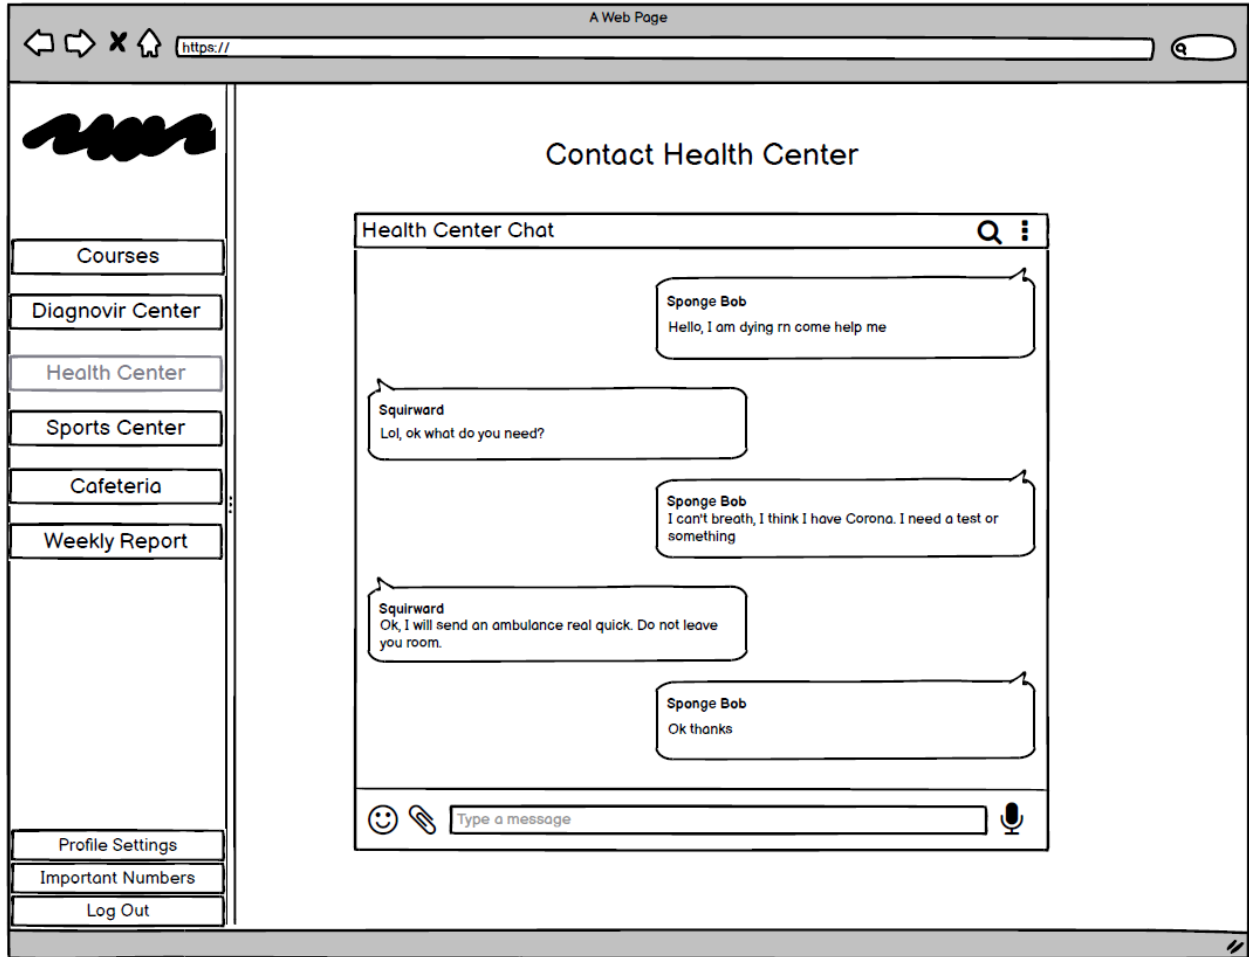 A Web Page
https://
Contact Health Center
Courses
Diagnovir Center
Health Center
Sports Center
Cafeteria
Weekly Report
Profile Settings
Important Numbers
Log Out
Health Center Chat
Sponge Bob
Hello, I am dying rn come help me
Squirward
Lol, ok what do you need?
Sponge Bob
I can't breath, I think I have Corona. I need a test or
something
Squirward
Ok, I will send an ambulance real quick. Do not leave
you room.
Sponge Bob
Ok thanks
Type a message